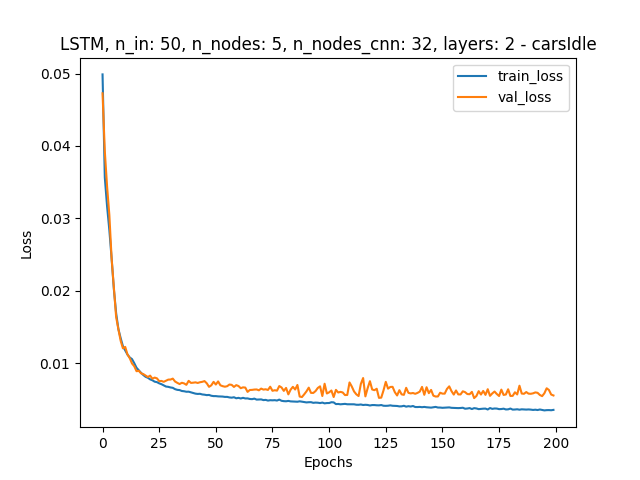 LSTM, n_in: 50, n_nodes: 5, n_nodes_cnn: 32, layers: 2 - carsIdle
train_loss
val_loss
0.05
0.04
0.03
0.02
0.01
Loss
0 25 50 75 100 125 150 175 200
Epochs